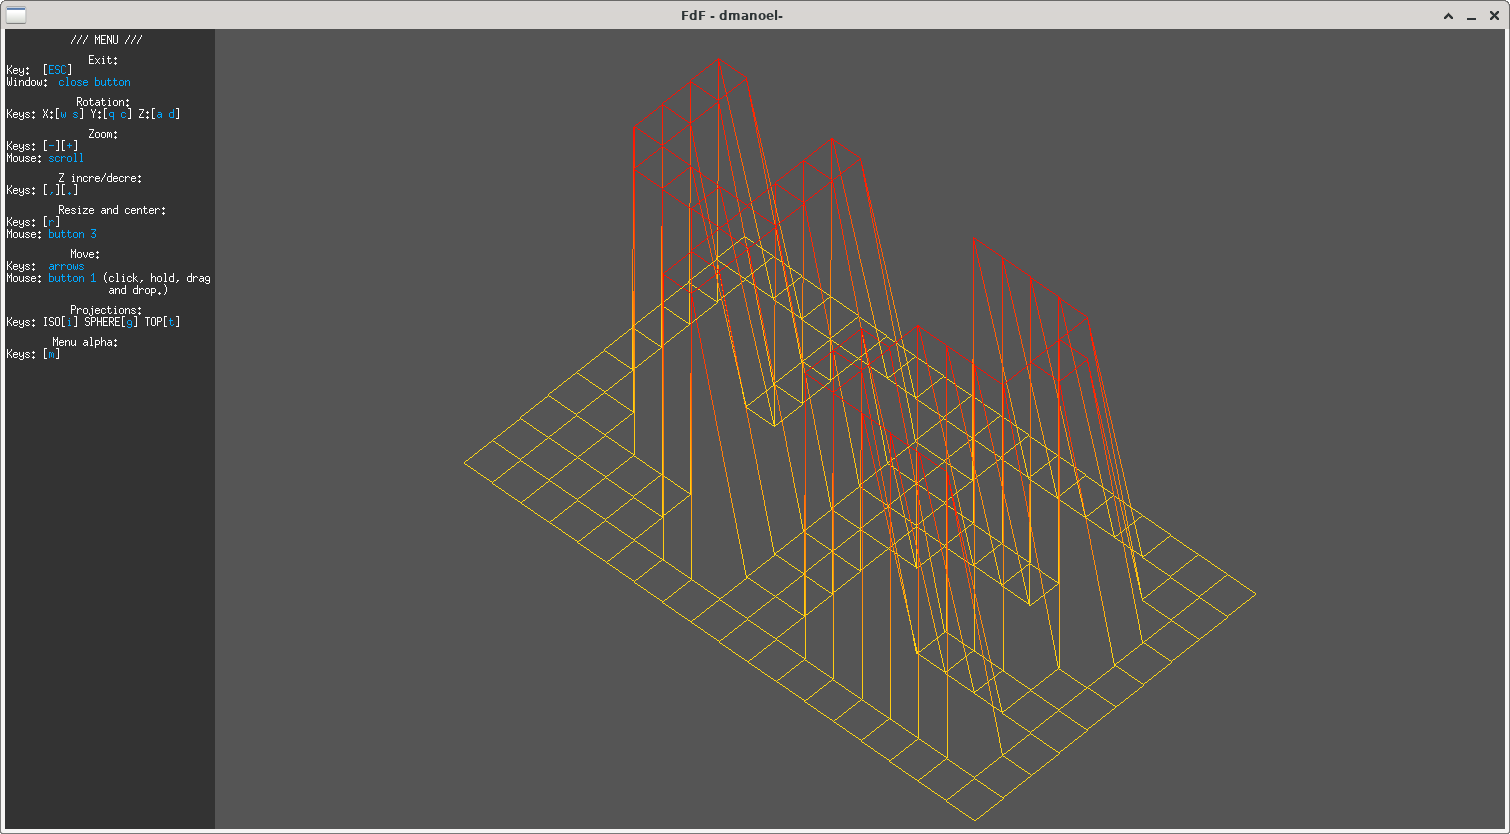 FdF - dmanoel-
/// MENU ///
Exit:
Key: [ESC]
Window: close button
Rotation:
Keys: X:[w s] Y:[q c] Z:[a d]
Zoom:
Keys: [-][+]
Mouse: scroll
Z incre/decre:
Keys: [,][.]
Resize and center:
Keys: [r]
Mouse: button 3
Move:
Keys: arrows
Mouse: button 1 (click, hold, drag
and drop.)
Projections:
Keys: ISO[i] SPHERE[g] TOP[t]
Menu alpha:
Keys: [m]